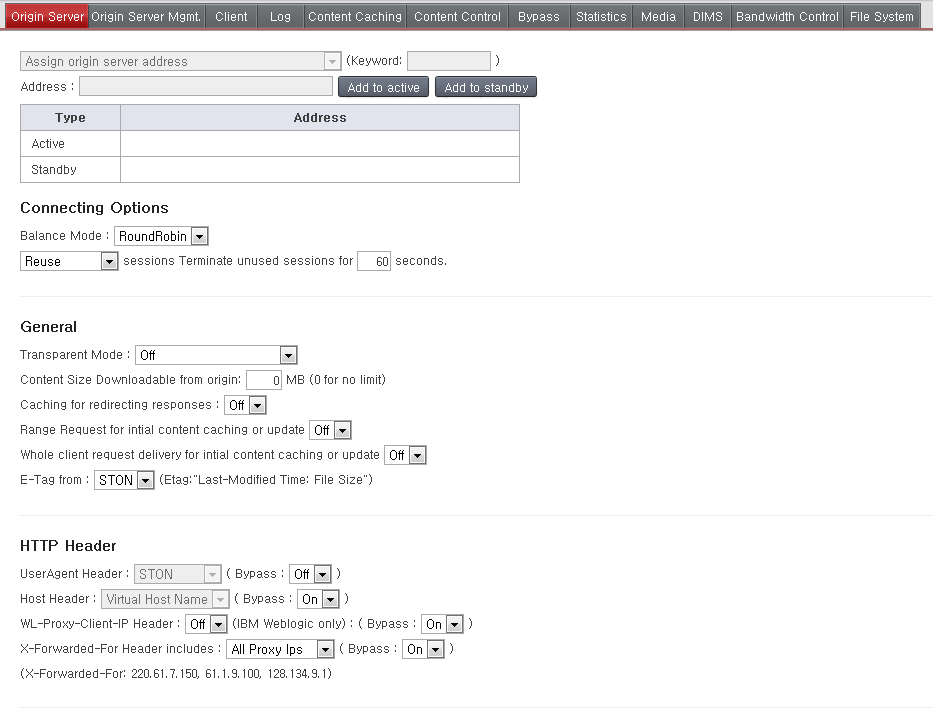 Origin Server Origin Server Mgmt. Client Log Content Caching Content Control Bypass Statistics Media DIMS Bandwidth Control File System
Assign origin server address (Keyword: )
Address : Add to active Add to standby
Type Address
Active
Standby
Connecting Options
Balance Mode : RoundRobin
Reuse sessions Terminate unused sessions for 60 seconds.
General
Transparent Mode : Off
Content Size Downloadable from origin: 0 MB (0 for no limit)
Caching for redirecting responses : Off
Range Request for intial content caching or update Off
Whole client request delivery for intial content caching or update Off
E-Tag from : STON (Etag:"Last-Modified Time: File Size")
HTTP Header
UserAgent Header : STON ( Bypass : Off )
Host Header : Virtual Host Name ( Bypass : On )
WL-Proxy-Client-IP Header : Off (IBM Weblogic only) : ( Bypass : On )
X-Forwarded-For Header includes : All Proxy Ips ( Bypass : On )
(X-Forwarded-For: 220.61.7.150, 61.1.9.100, 128.134.9.1)